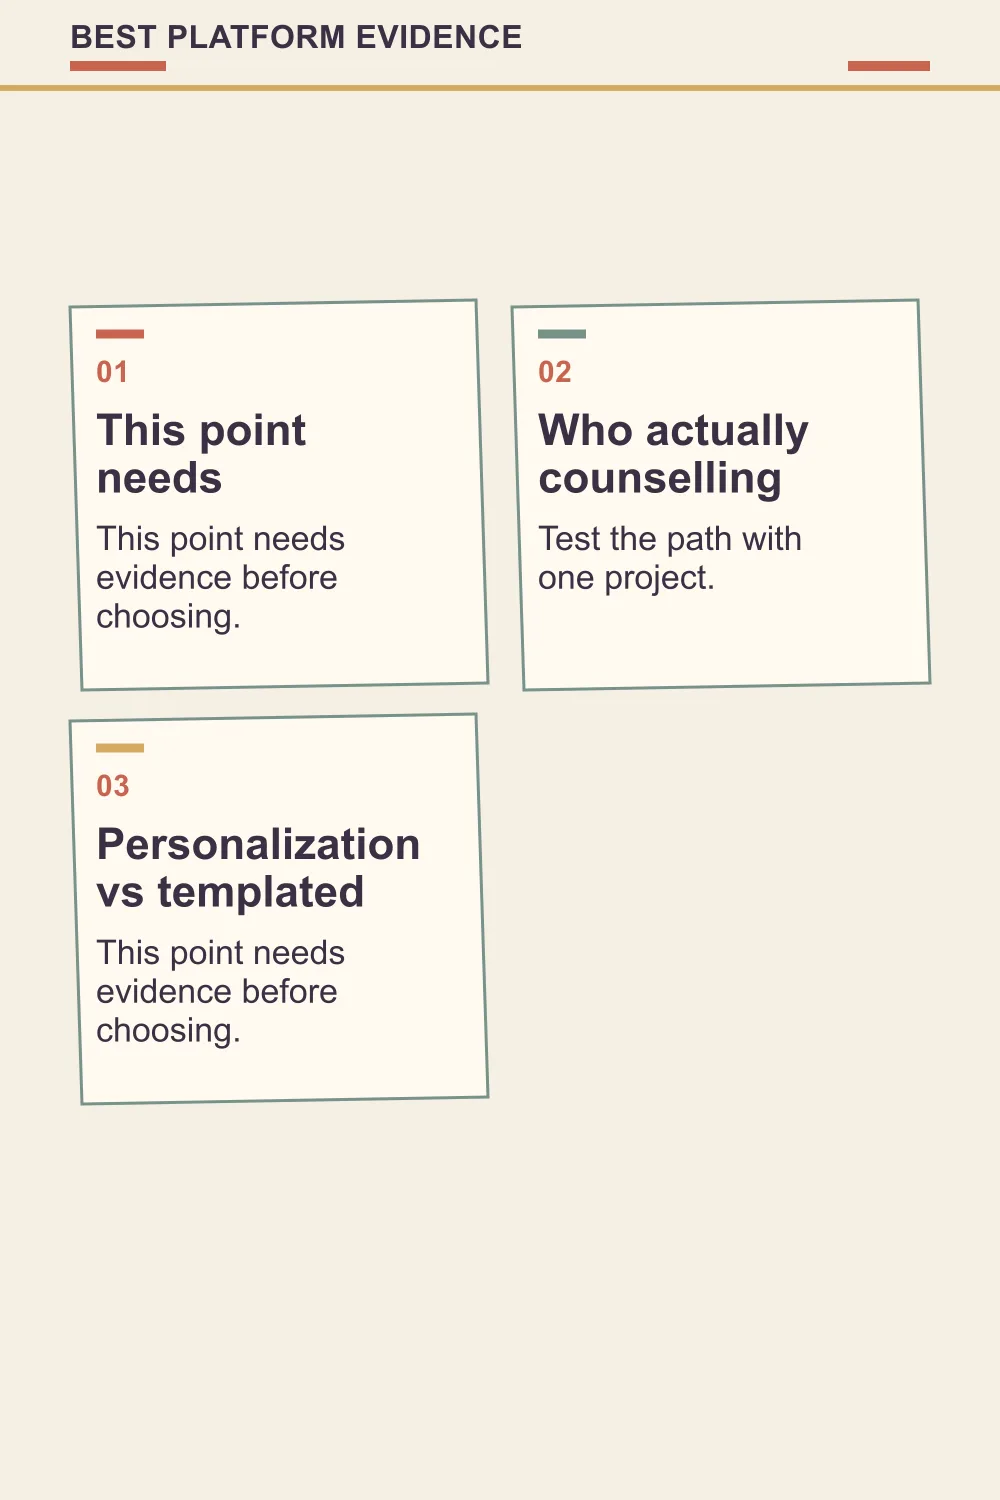 BEST PLATFORM EVIDENCE
01
This point
needs
This point needs
evidence before
choosing.
02
Who actually
counselling
Test the path with
one project.
03
Personalization
vs templated
This point needs
evidence before
choosing.